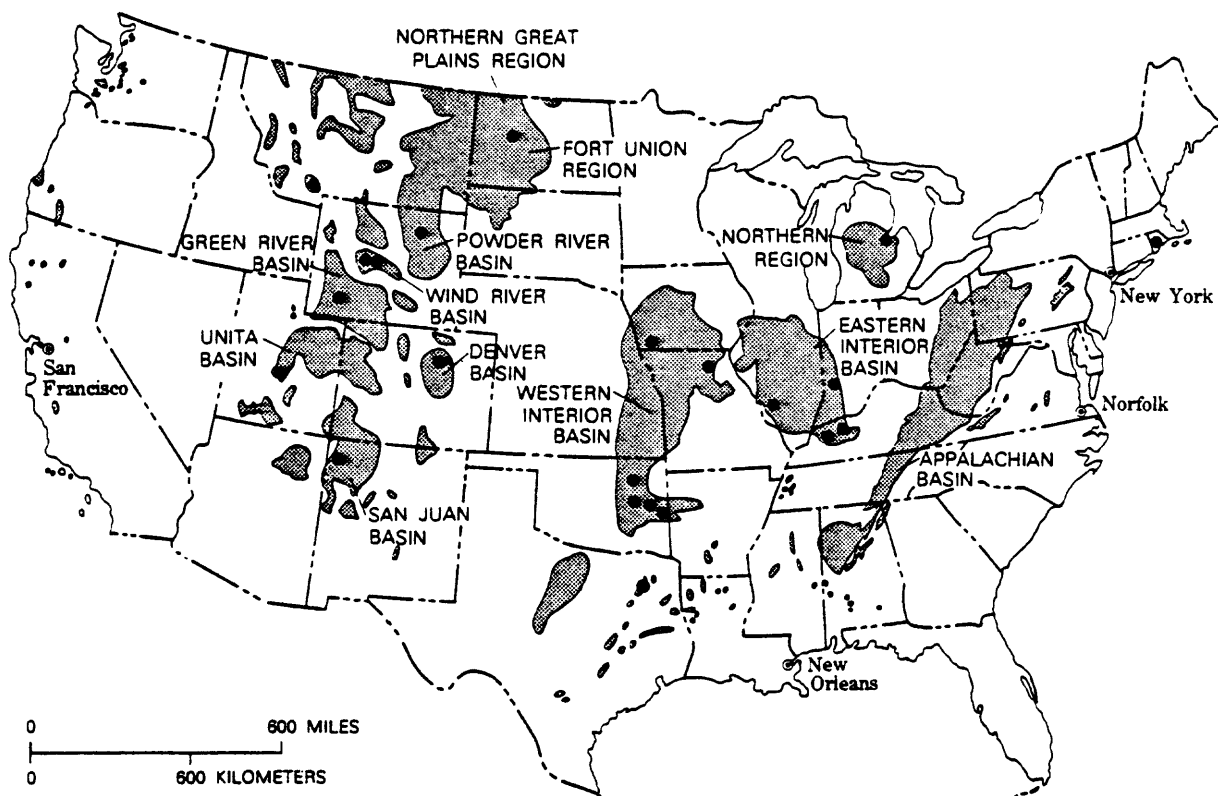 NORTHERN GREAT
PLAINS REGION
FORT UNION
REGION
GREEN RIVER
BASIN
POWDER RIVER
BASIN
WIND RIVER
BASIN
NORTHERN
REGION
New York
UNITA
BASIN
San
Francisco
DENVER
BASIN
EASTERN
INTERIOR
BASIN
WESTERN
INTERIOR
BASIN
Norfolk
APPALACHIAN
BASIN
SAN JUAN
BASIN
New
Orleans
0 600 MILES
0 600 KILOMETERS